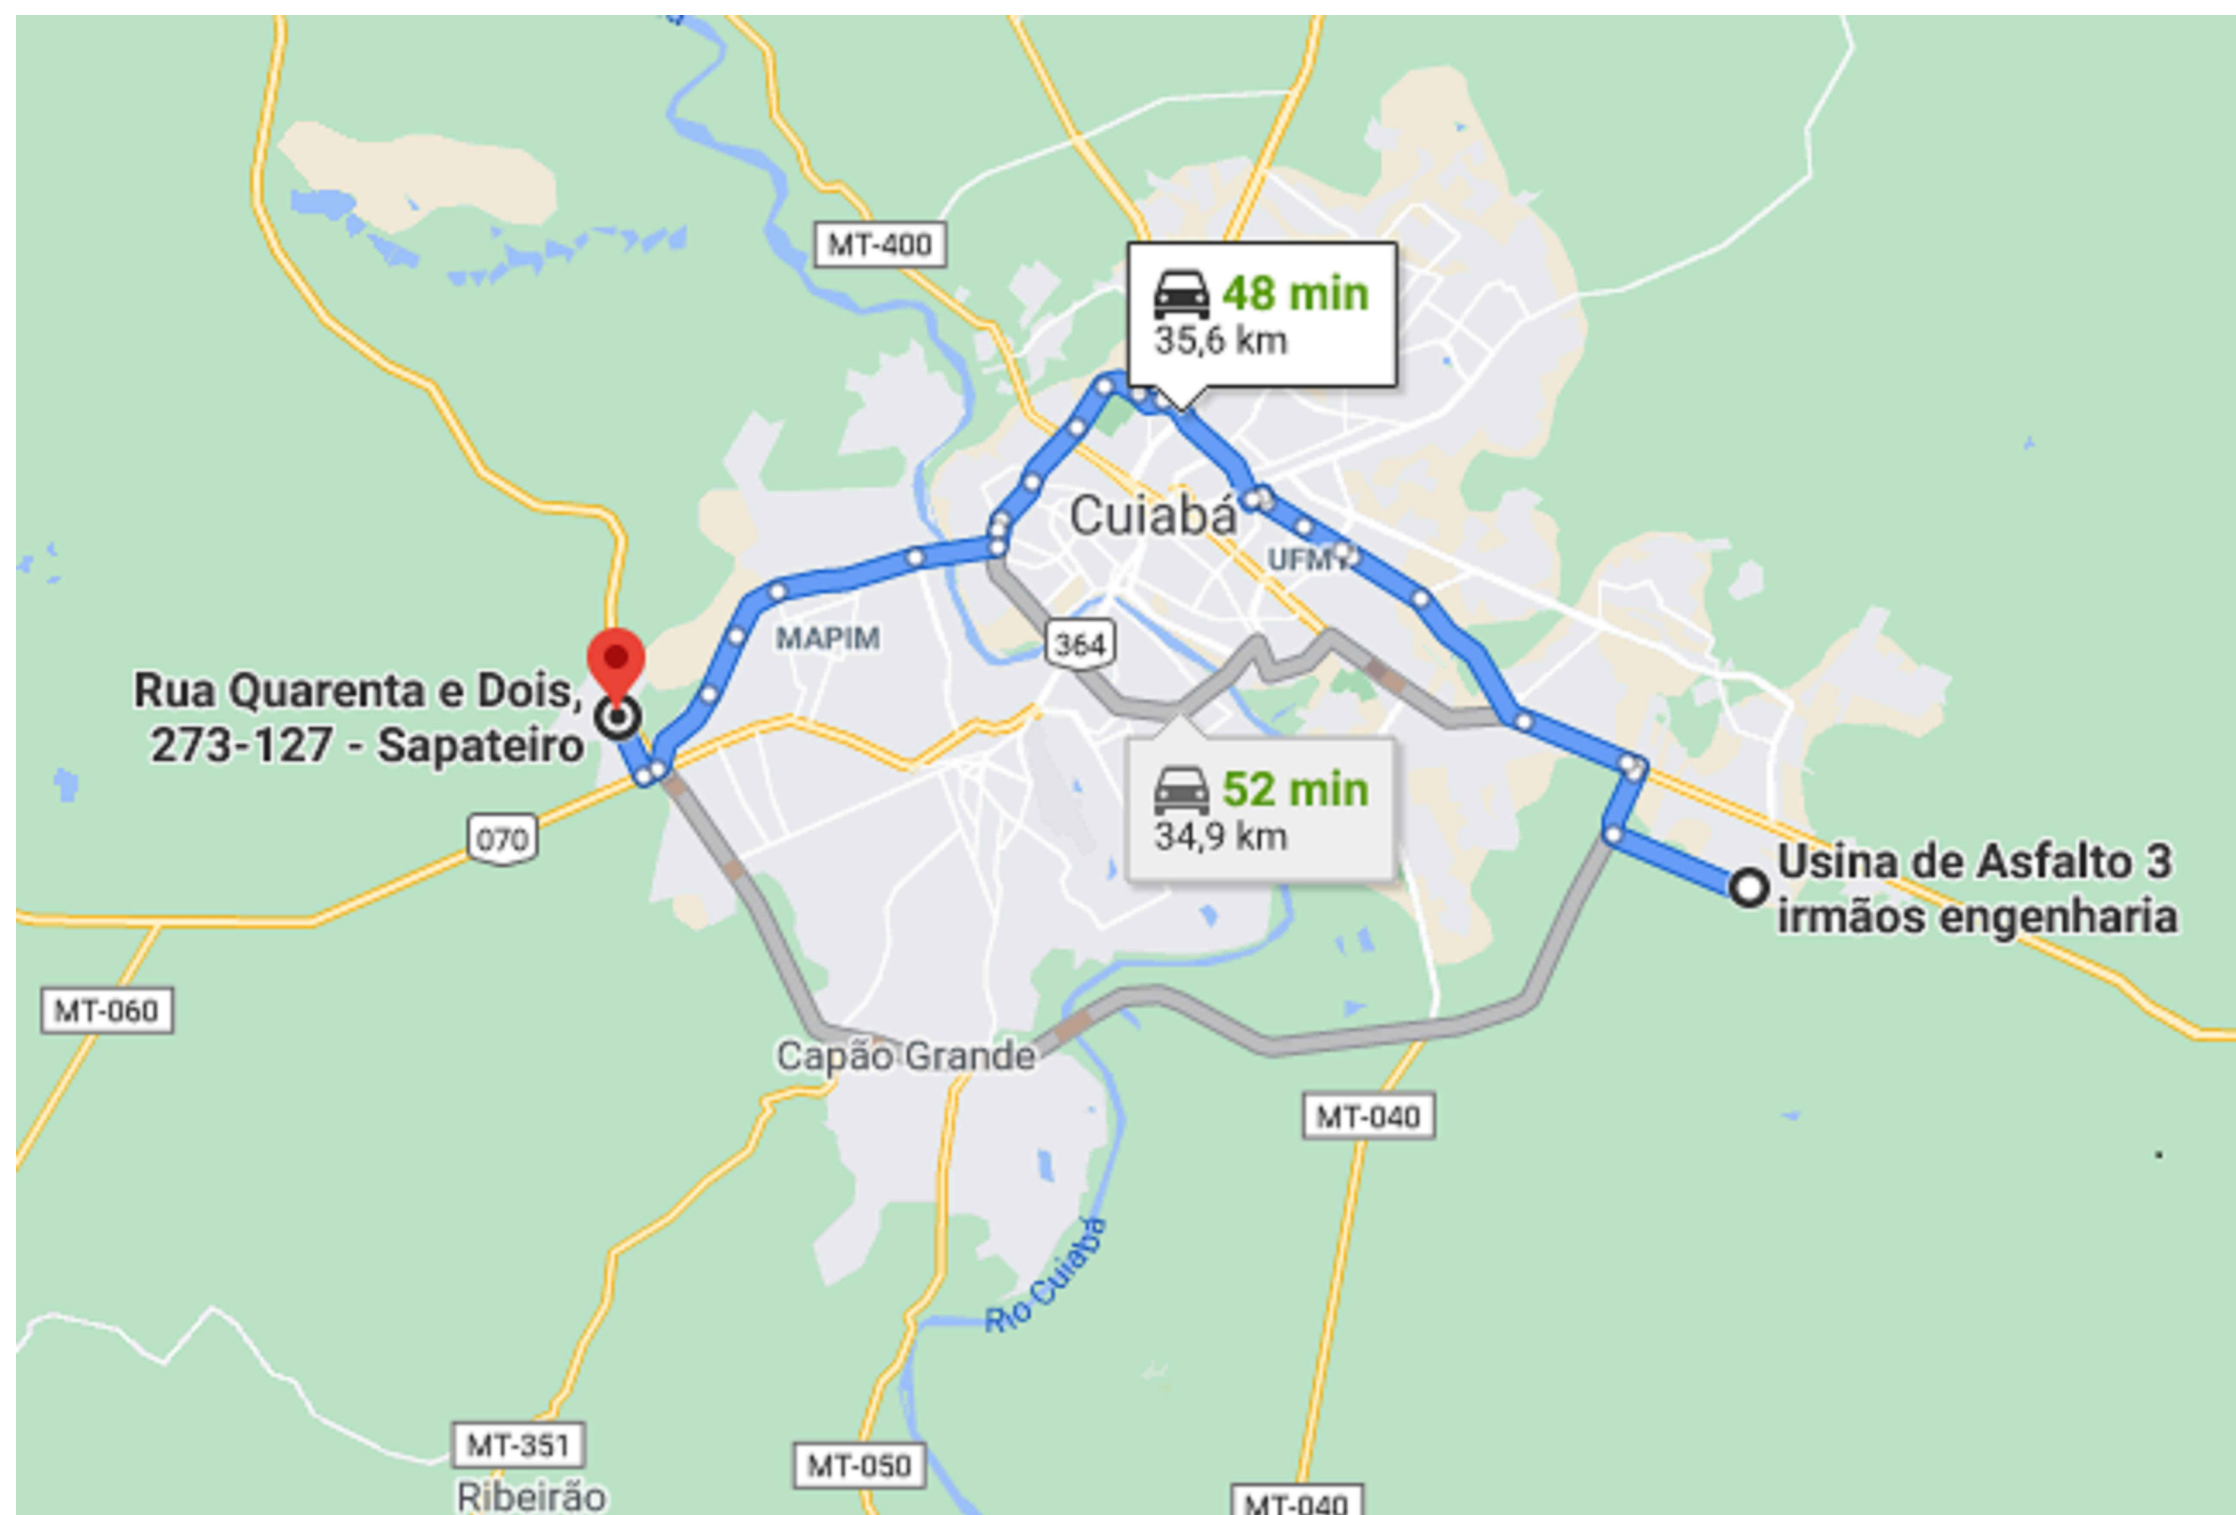 MT-400
48 min
35,6 km
Cuiabá
UFMT
MAPIM
364
Rua Quarenta e Dois,
273-127 - Sapateiro
52 min
34,9 km
070
Usina de Asfalto 3
irmãos engenharia
MT-060
Capão Grande
MT-040
Rio Cuiabá
MT-351
MT-050
Ribeirão
MT-040